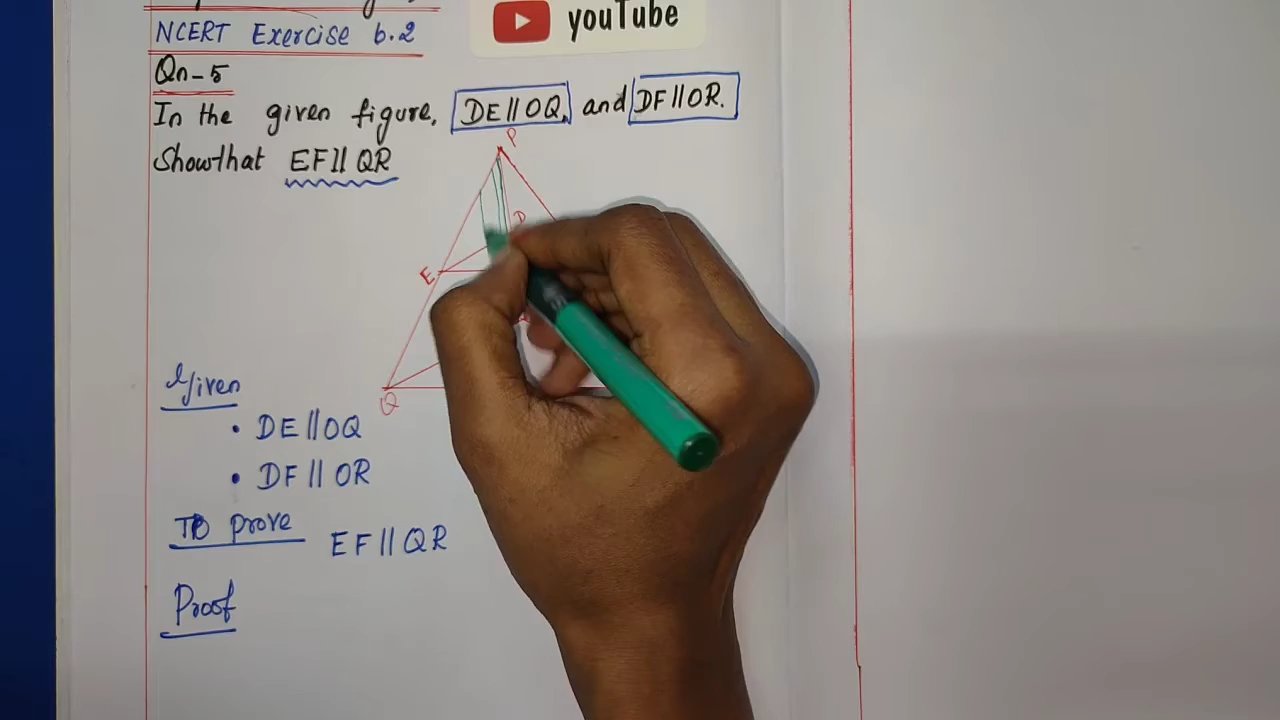 NCERT Exercise 6.2
youTube
Qn-5
In the given figure, DE||OQ, and DF||OR.
Show that EF|| QR
P
D
E
Q
Given
• DE||OQ
• DF||OR
To prove EF||QR
Proof